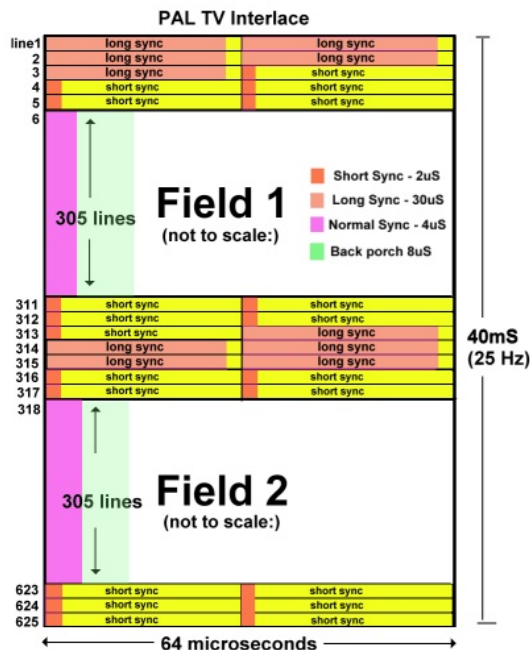 PAL TV Interlace
line1 long sync long sync
2 long sync long sync
3 long sync short sync
4 short sync short sync
5 short sync short sync
6
305 lines
Field 1
(not to scale:)
Short Sync - 2uS
Long Sync - 30uS
Normal Sync - 4uS
Back porch 8uS
311 short sync short sync
312 short sync short sync
313 short sync long sync
314 long sync long sync
315 long sync long sync
316 short sync short sync
317 short sync short sync
318
40mS
(25 Hz)
305 lines
Field 2
(not to scale:)
623 short sync short sync
624 short sync short sync
625 short sync short sync
64 microseconds